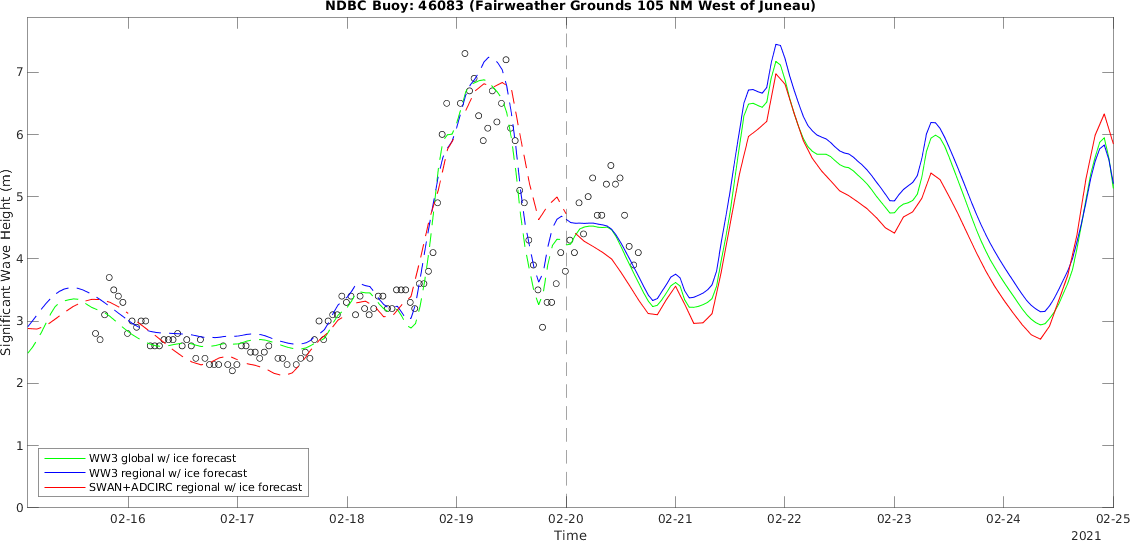 NDBC Buoy: 46083 (Fairweather Grounds 105 NM West of Juneau)
Significant Wave Height (m)
7
6
5
4
3
2
1
0
WW3 global w/ ice forecast
WW3 regional w/ ice forecast
SWAN+ADCIRC regional w/ ice forecast
02-16 02-17 02-18 02-19 02-20 02-21 02-22 02-23 02-24 02-25
Time
2021